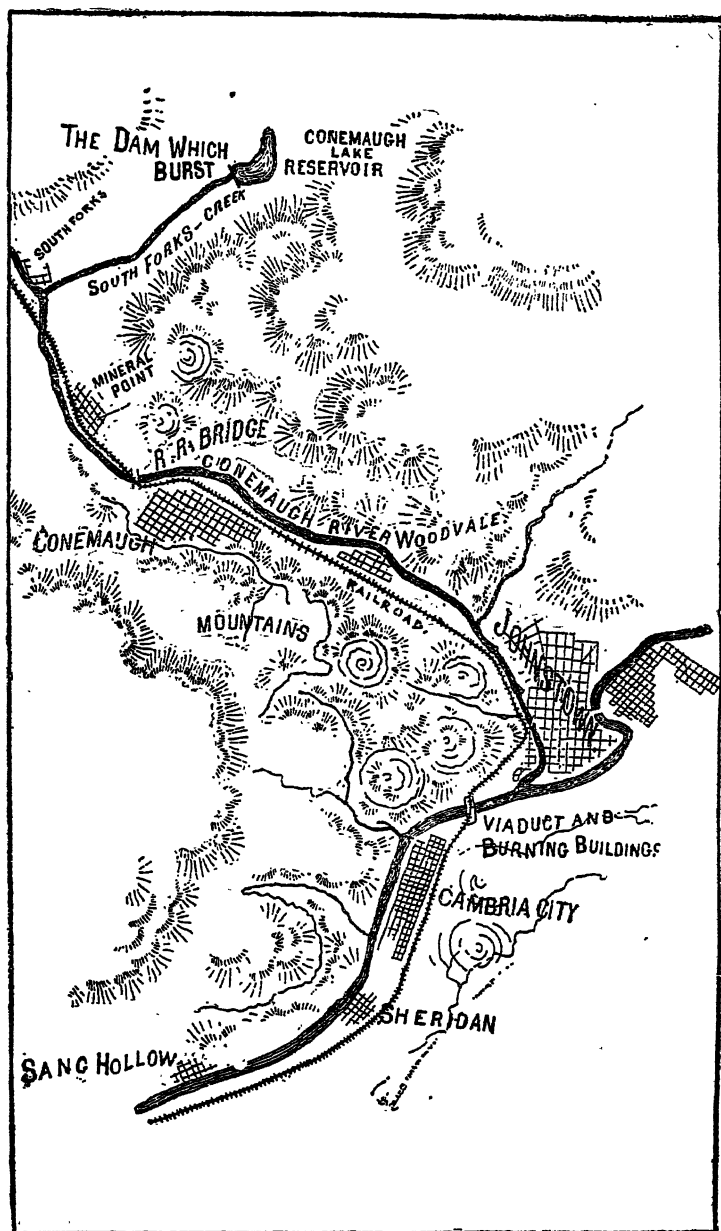 THE DAM WHICH
BURST
CONEMAUGH
LAKE
RESERVOIR
SOUTH FORKS
SOUTH FORKS-CREEK
MINERAL
POINT
R.R. BRIDGE
CONEMAUGH RIVER
WOODVALE
CONEMAUGH
RAILROAD.
MOUNTAINS
JOHNSTOWN
VIADUCT AND
BURNING BUILDINGS
CAMBRIA CITY
SHERIDAN
SANG HOLLOW